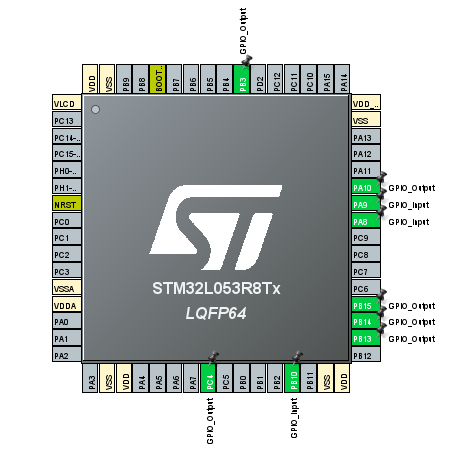 GPIO_Output
VDD
VSS
PB9
PB8
BOOT..
PB7
PB6
PB5
PB4
PB3
PD2
PC12
PC11
PC10
PA15
PA14
VLCD
PC13
PC14-..
PC15-..
PH0-..
PH1-..
NRST
PC0
PC1
PC2
PC3
VSSA
VDDA
PA0
PA1
PA2
STM32L053R8Tx
LQFP64
VDD_..
VSS
PA13
PA12
PA11
PA10 GPIO_Output
PA9 GPIO_Input
PA8 GPIO_Input
PC9
PC8
PC7
PC6
PB15 GPIO_Output
PB14 GPIO_Output
PB13 GPIO_Output
PB12
PA3
VSS
VDD
PA4
PA5
PA6
PA7
PC4
PC5
PB0
PB1
PB2
PB10
PB11
VSS
VDD
GPIO_Output
GPIO_Input